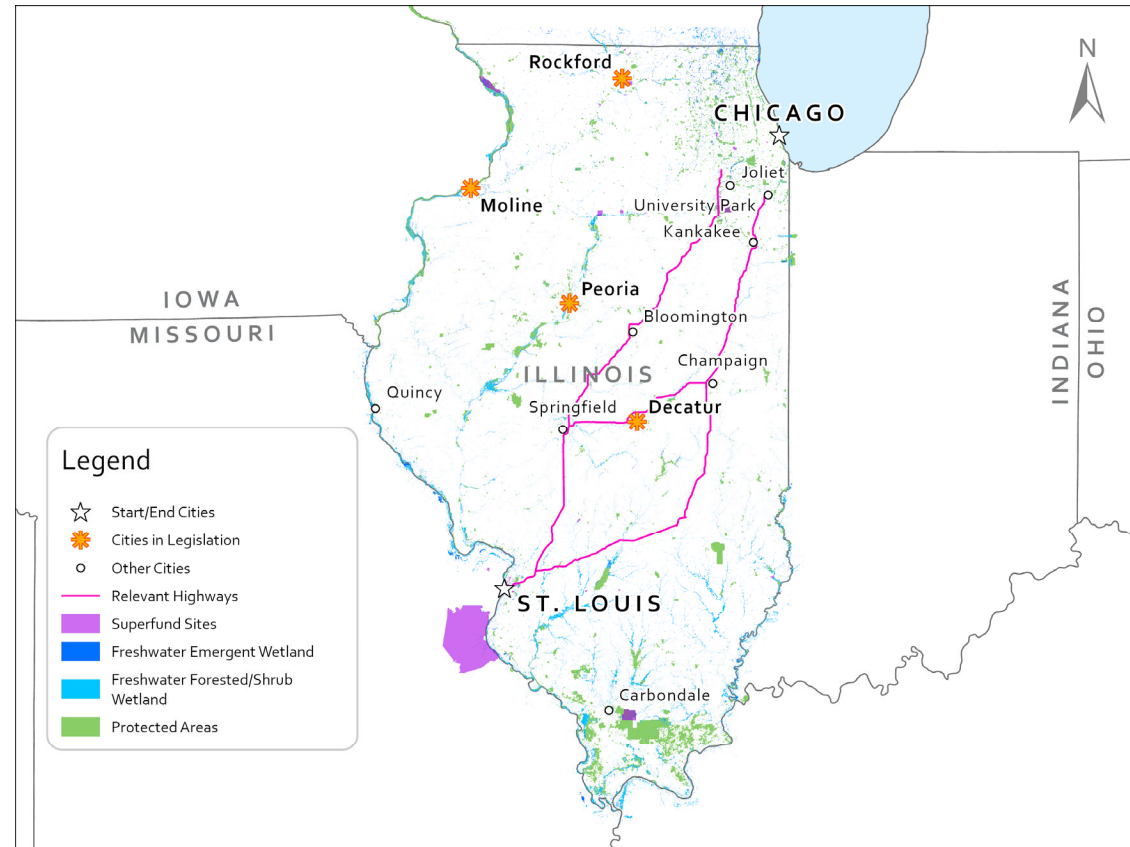 N
Rockford
CHICAGO
Joliet
University Park
Moline
Kankakee
Peoria
IOWA
MISSOURI
Bloomington
INDIANA
OHIO
Champaign
ILLINOIS
Quincy
Springfield
Decatur
Legend
Start/End Cities
Cities in Legislation
Other Cities
Relevant Highways
Superfund Sites
Freshwater Emergent Wetland
Freshwater Forested/Shrub
Wetland
Protected Areas
ST. LOUIS
Carbondale